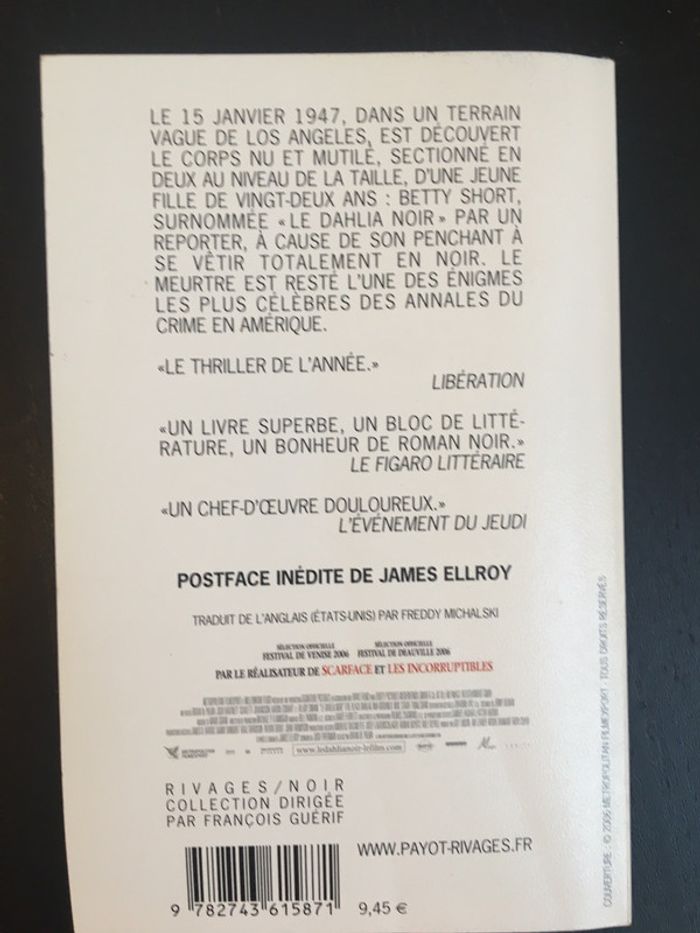 LE 15 JANVIER 1947, DANS UN TERRAIN
VAGUE DE LOS ANGELES, EST DÉCOUVERT
LE CORPS NU ET MUTILÉ, SECTIONNÉ EN
DEUX AU NIVEAU DE LA TAILLE, D'UNE JEUNE
FILLE DE VINGT-DEUX ANS : BETTY SHORT,
SURNOMMÉE « LE DAHLIA NOIR » PAR UN
REPORTER, À CAUSE DE SON PENCHANT À
SE VÊTIR TOTALEMENT EN NOIR. LE
MEURTRE EST RESTÉ L'UNE DES ÉNIGMES
LES PLUS CÉLÈBRES DES ANNALES DU
CRIME EN AMÉRIQUE.
«LE THRILLER DE L'ANNÉE.»
LIBÉRATION
«UN LIVRE SUPERBE, UN BLOC DE LITTÉ-
RATURE, UN BONHEUR DE ROMAN NOIR.»
LE FIGARO LITTÉRAIRE
«UN CHEF-D'ŒUVRE DOULOUREUX.»
L'ÉVÉNEMENT DU JEUDI
POSTFACE INÉDITE DE JAMES ELLROY
TRADUIT DE L'ANGLAIS (ÉTATS-UNIS) PAR FREDDY MICHALSKI
SÉLECTION OFFICIELLE SÉLECTION OFFICIELLE
FESTIVAL DE VENISE 2006 FESTIVAL DE DEAUVILLE 2006
PAR LE RÉALISATEUR DE SCARFACE ET LES INCORRUPTIBLES
www.ledahlianoir-lefilm.com
RIVAGES/NOIR
COLLECTION DIRIGÉE
PAR FRANÇOIS GUÉRIF
WWW.PAYOT-RIVAGES.FR
9 782743 615871
9,45 €
COUVERTURE : © 2006 METROPOLITAN FILMEXPORT - TOUS DROITS RÉSERVÉS